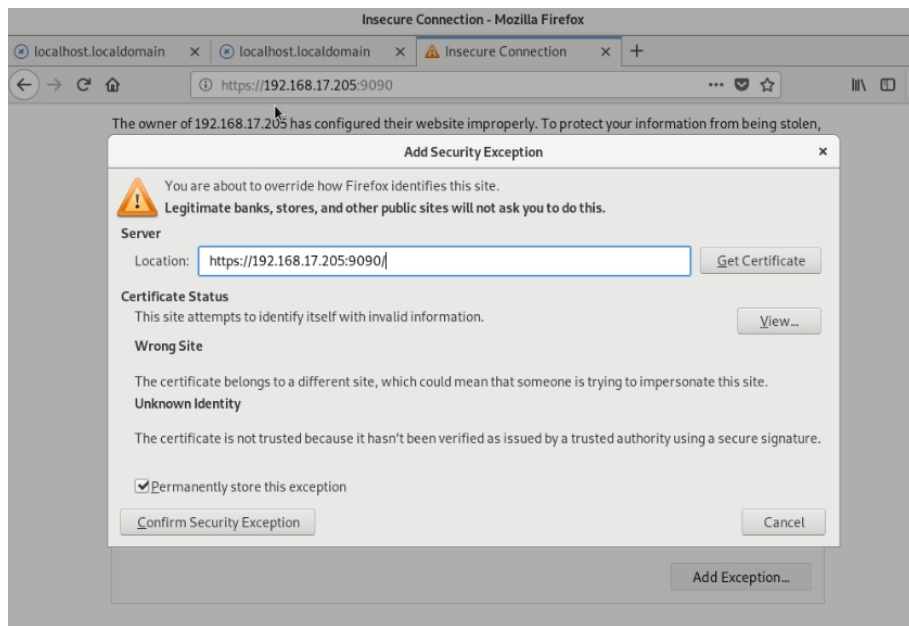 Insecure Connection - Mozilla Firefox
localhost.localdomain × localhost.localdomain × Insecure Connection × +
https://192.168.17.205:9090
The owner of 192.168.17.205 has configured their website improperly. To protect your information from being stolen,
Add Security Exception ×
You are about to override how Firefox identifies this site.
Legitimate banks, stores, and other public sites will not ask you to do this.
Server
Location: https://192.168.17.205:9090/ Get Certificate
Certificate Status
This site attempts to identify itself with invalid information.
View...
Wrong Site
The certificate belongs to a different site, which could mean that someone is trying to impersonate this site.
Unknown Identity
The certificate is not trusted because it hasn't been verified as issued by a trusted authority using a secure signature.
Permanently store this exception
Confirm Security Exception Cancel
Add Exception...